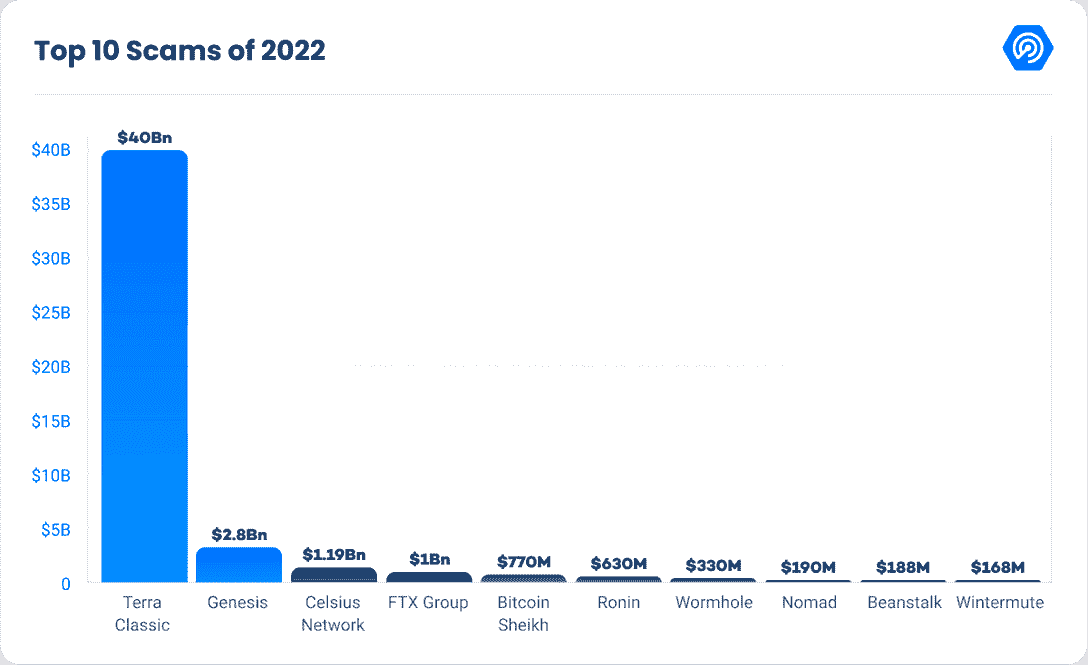 Top 10 Scams of 2022
$40B
$35B
$30B
$25B
$20B
$15B
$10B
$5B
0
$40Bn
$2.8Bn
$1.19Bn
$1Bn
$770M
$630M
$330M
$190M
$188M
$168M
Terra
Classic
Genesis
Celsius
Network
FTX Group
Bitcoin
Sheikh
Ronin
Wormhole
Nomad
Beanstalk
Wintermute